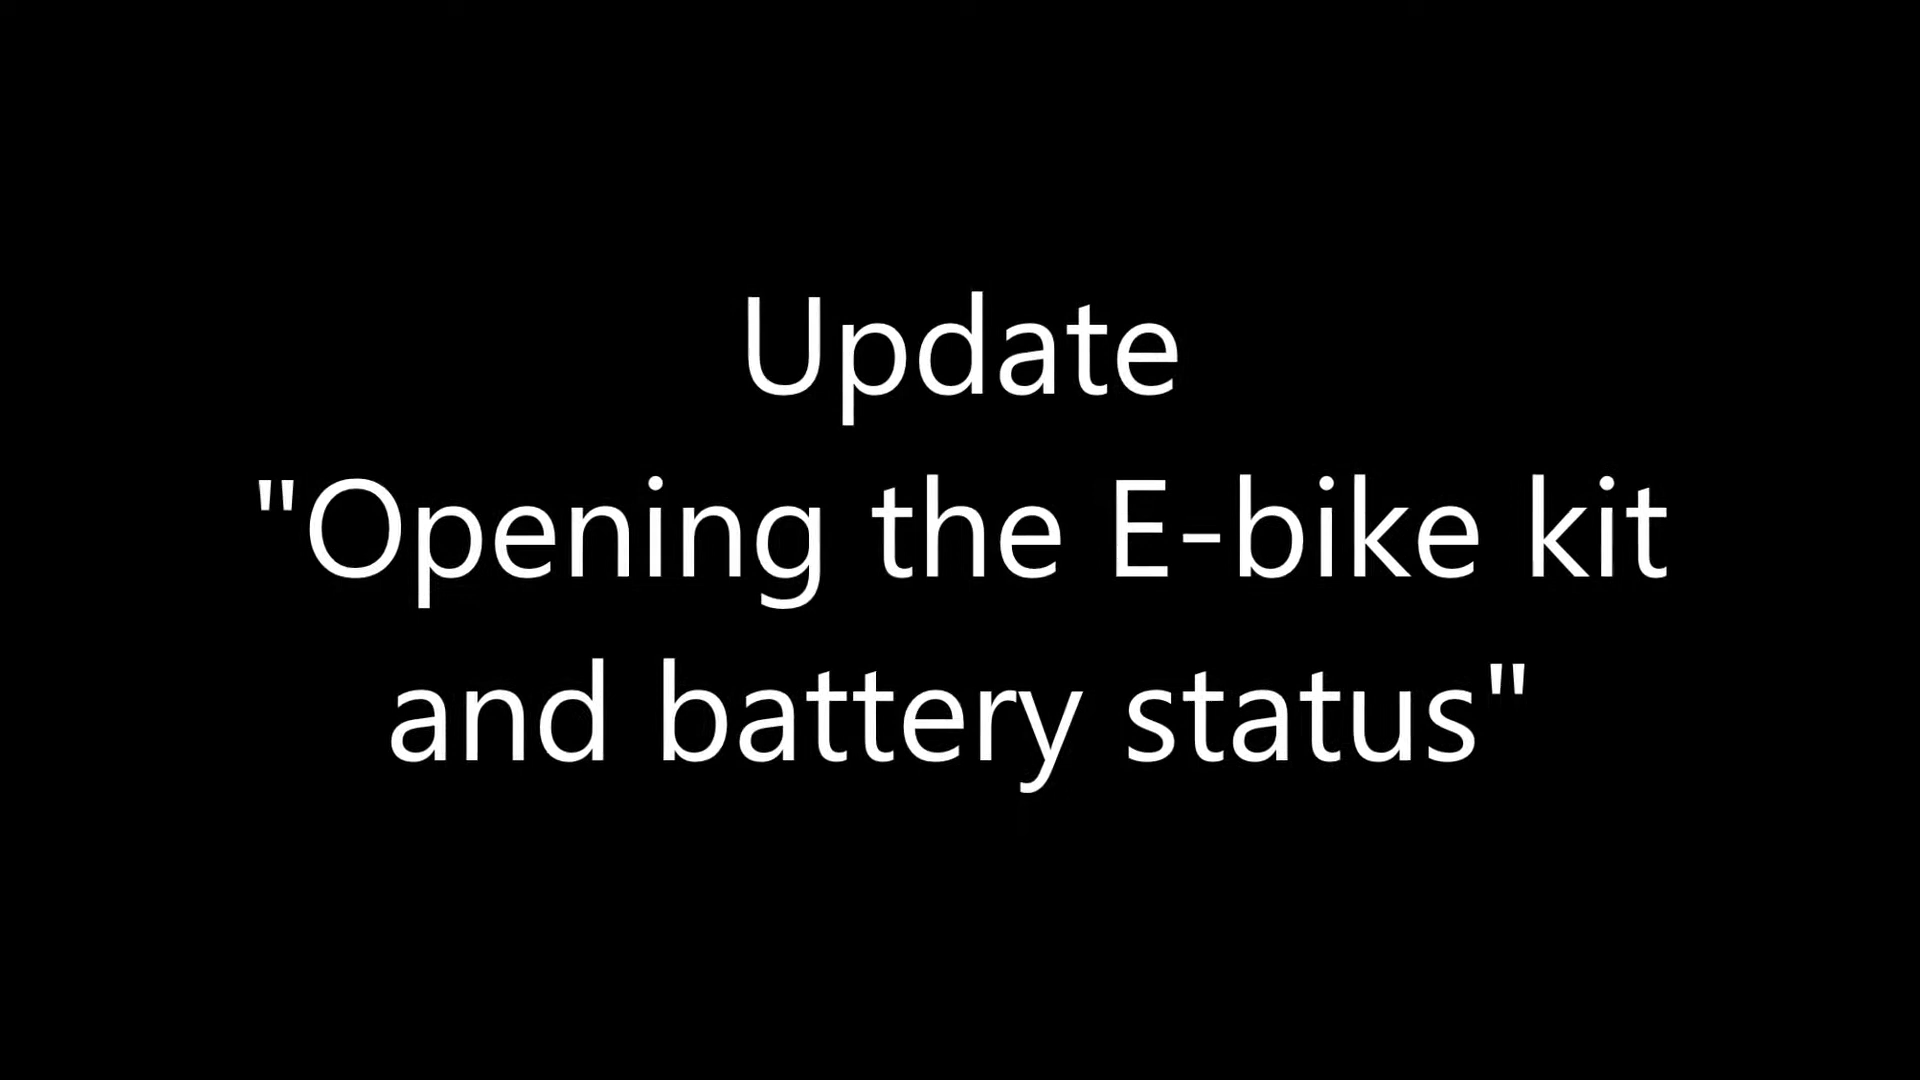 Update
"Opening the E-bike kit
and battery status"